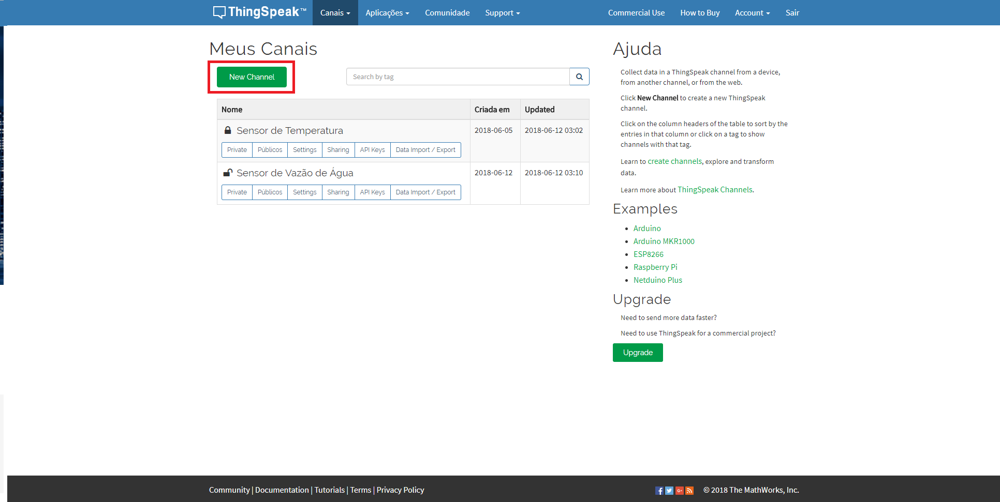 ThingSpeak™ Canais Aplicações Comunidade Support Commercial Use How to Buy Account Sair
Meus Canais
New Channel
Search by tag
Nome Criada em Updated
Sensor de Temperatura 2018-06-05 2018-06-12 03:02
Private Públicos Settings Sharing API Keys Data Import / Export
Sensor de Vazão de Água 2018-06-12 2018-06-12 03:10
Private Públicos Settings Sharing API Keys Data Import / Export
Ajuda
Collect data in a ThingSpeak channel from a device,
from another channel, or from the web.
Click New Channel to create a new ThingSpeak
channel.
Click on the column headers of the table to sort by the
entries in that column or click on a tag to show
channels with that tag.
Learn to create channels, explore and transform
data.
Learn more about ThingSpeak Channels.
Examples
• Arduino
• Arduino MKR1000
• ESP8266
• Raspberry Pi
• Netduino Plus
Upgrade
Need to send more data faster?
Need to use ThingSpeak for a commercial project?
Upgrade
Community | Documentation | Tutorials | Terms | Privacy Policy
© 2018 The MathWorks, Inc.